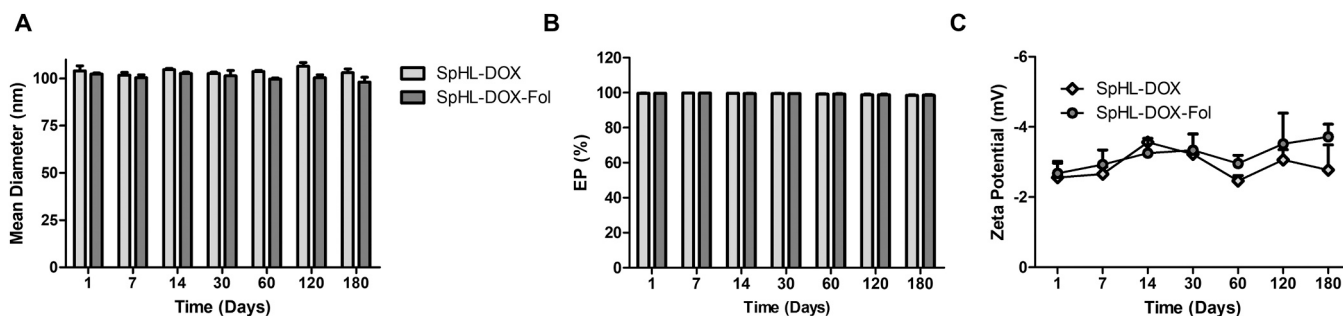 A
Mean Diameter (nm)
100
75
50
25
0
1 7 14 30 60 120 180
Time (Days)
SpHL-DOX
SpHL-DOX-Fol
B
EP (%)
120
100
80
60
40
20
0
1 7 14 30 60 120 180
Time (Days)
C
Zeta Potential (mV)
-6
-4
-2
0
SpHL-DOX
SpHL-DOX-Fol
1 7 14 30 60 120 180
Time (Days)